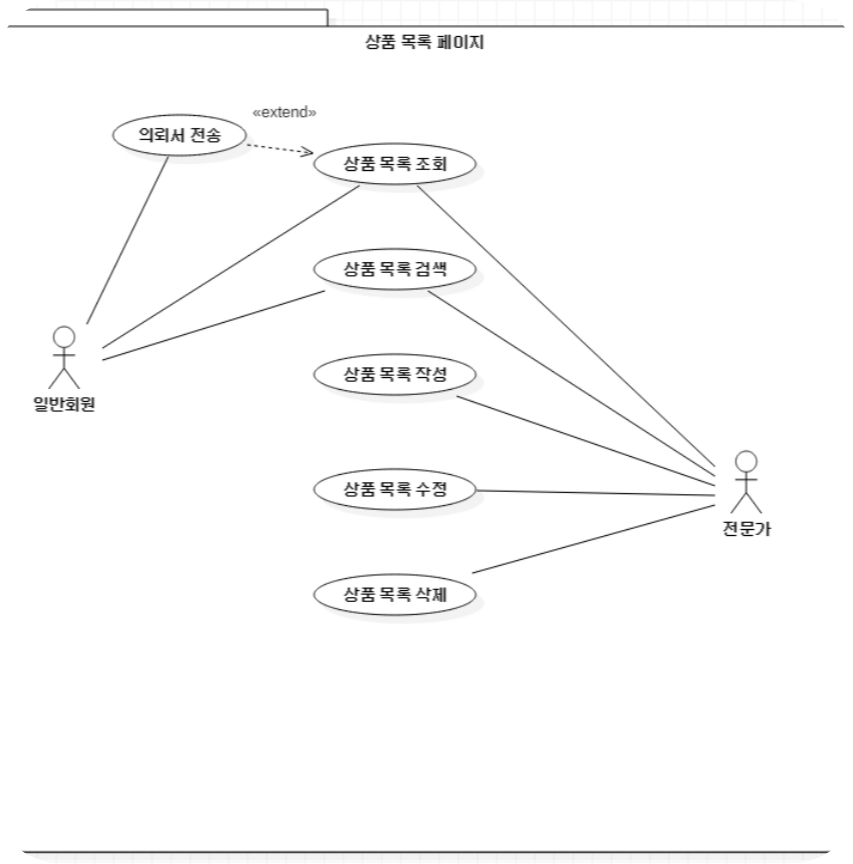 상품 목록 페이지
«extend»
의뢰서 전송
상품 목록 조회
상품 목록 검색
상품 목록 작성
일반회원
상품 목록 수정
전문가
상품 목록 삭제